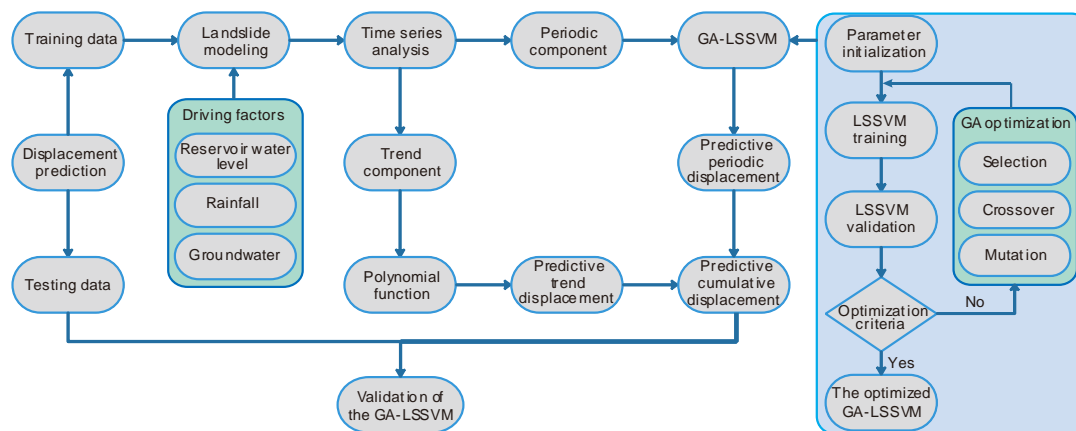 Training data
Landslide
modeling
Time series
analysis
Periodic
component
GA-LSSVM
Parameter
initialization
Driving factors
Reservoir water
level
Rainfall
Groundwater
Displacement
prediction
Trend
component
Predictive
periodic
displacement
LSSVM
training
GA optimization
Selection
Crossover
Mutation
LSSVM
validation
Testing data
Polynomial
function
Predictive
trend
displacement
Predictive
cumulative
displacement
Optimization
criteria
No
Yes
Validation of
the GA-LSSVM
The optimized
GA-LSSVM